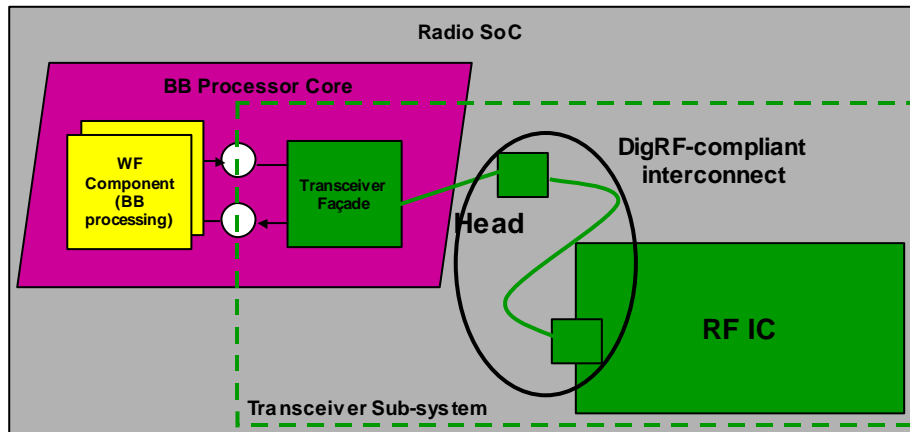 Radio SoC
BB Processor Core
WF
Component
(BB
processing)
Transceiver
Façade
Head
DigRF-compliant
interconnect
RF IC
Transceiver Sub-system